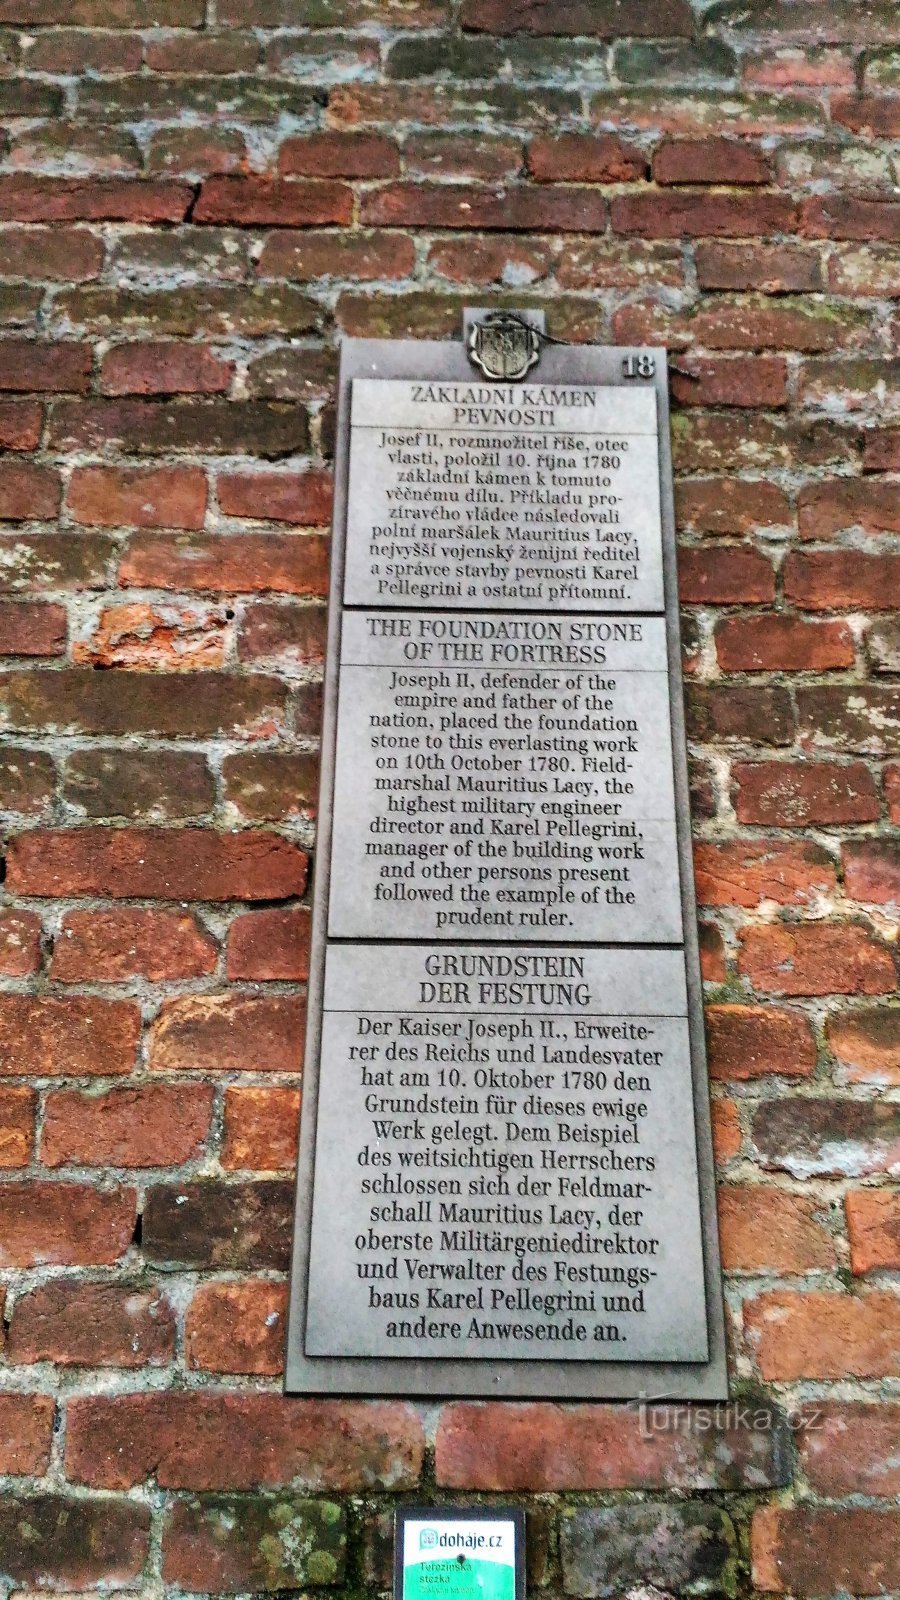 18
ZÁKLADNÍ KÁMEN
PEVNOSTI
Josef II, rozmnožitel říše, otec
vlasti, položil 10. října 1780
základní kámen k tomuto
věčnému dílu. Příkladu pro-
zíravého vládce následovali
polní maršálek Mauritius Lacy,
nejvyšší vojenský ženijní ředitel
a správce stavby pevnosti Karel
Pellegrini a ostatní přítomní.
THE FOUNDATION STONE
OF THE FORTRESS
Joseph II, defender of the
empire and father of the
nation, placed the foundation
stone to this everlasting work
on 10th October 1780. Field-
marshal Mauritius Lacy, the
highest military engineer
director and Karel Pellegrini,
manager of the building work
and other persons present
followed the example of the
prudent ruler.
GRUNDSTEIN
DER FESTUNG
Der Kaiser Joseph II., Erweite-
rer des Reichs und Landesvater
hat am 10. Oktober 1780 den
Grundstein für dieses ewige
Werk gelegt. Dem Beispiel
des weitsichtigen Herrschers
schlossen sich der Feldmar-
schall Mauritius Lacy, der
oberste Militärgeniedirektor
und Verwalter des Festungs-
baus Karel Pellegrini und
andere Anwesende an.
Turistika.cz
doháje.cz
Terezínská
stezka